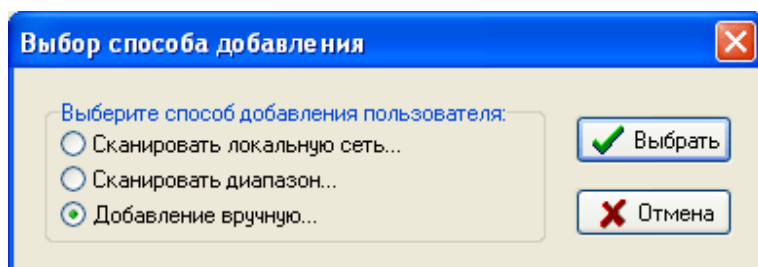 Выбор способа добавления
Выберите способ добавления пользователя:
Сканировать локальную сеть...
Сканировать диапазон...
Добавление вручную...
Выбрать
Отмена